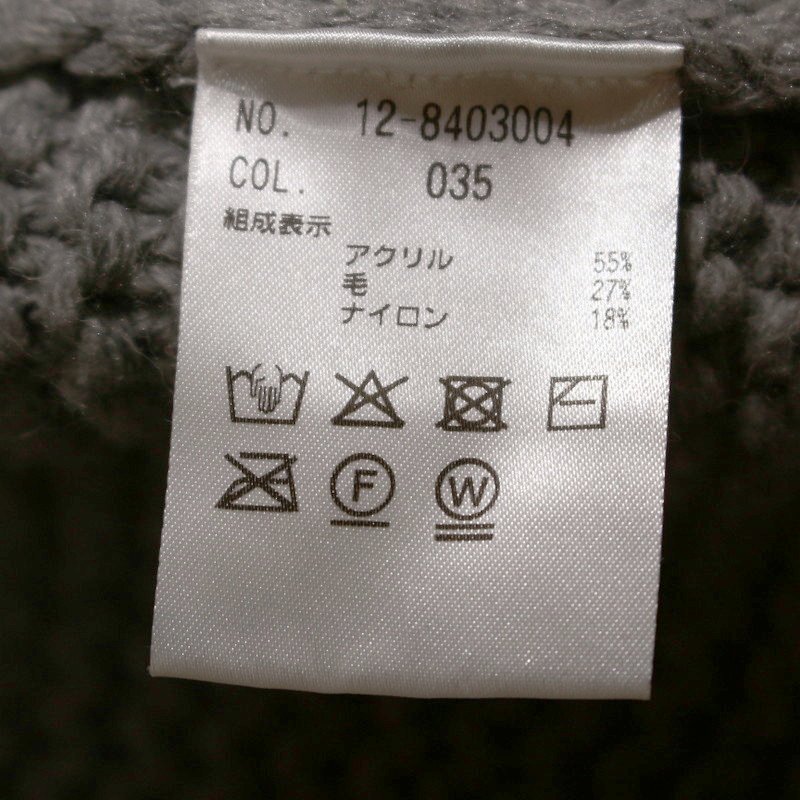 NO. 12-8403004
COL. 035
組成表示
アクリル 55%
毛 27%
ナイロン 18%
F W